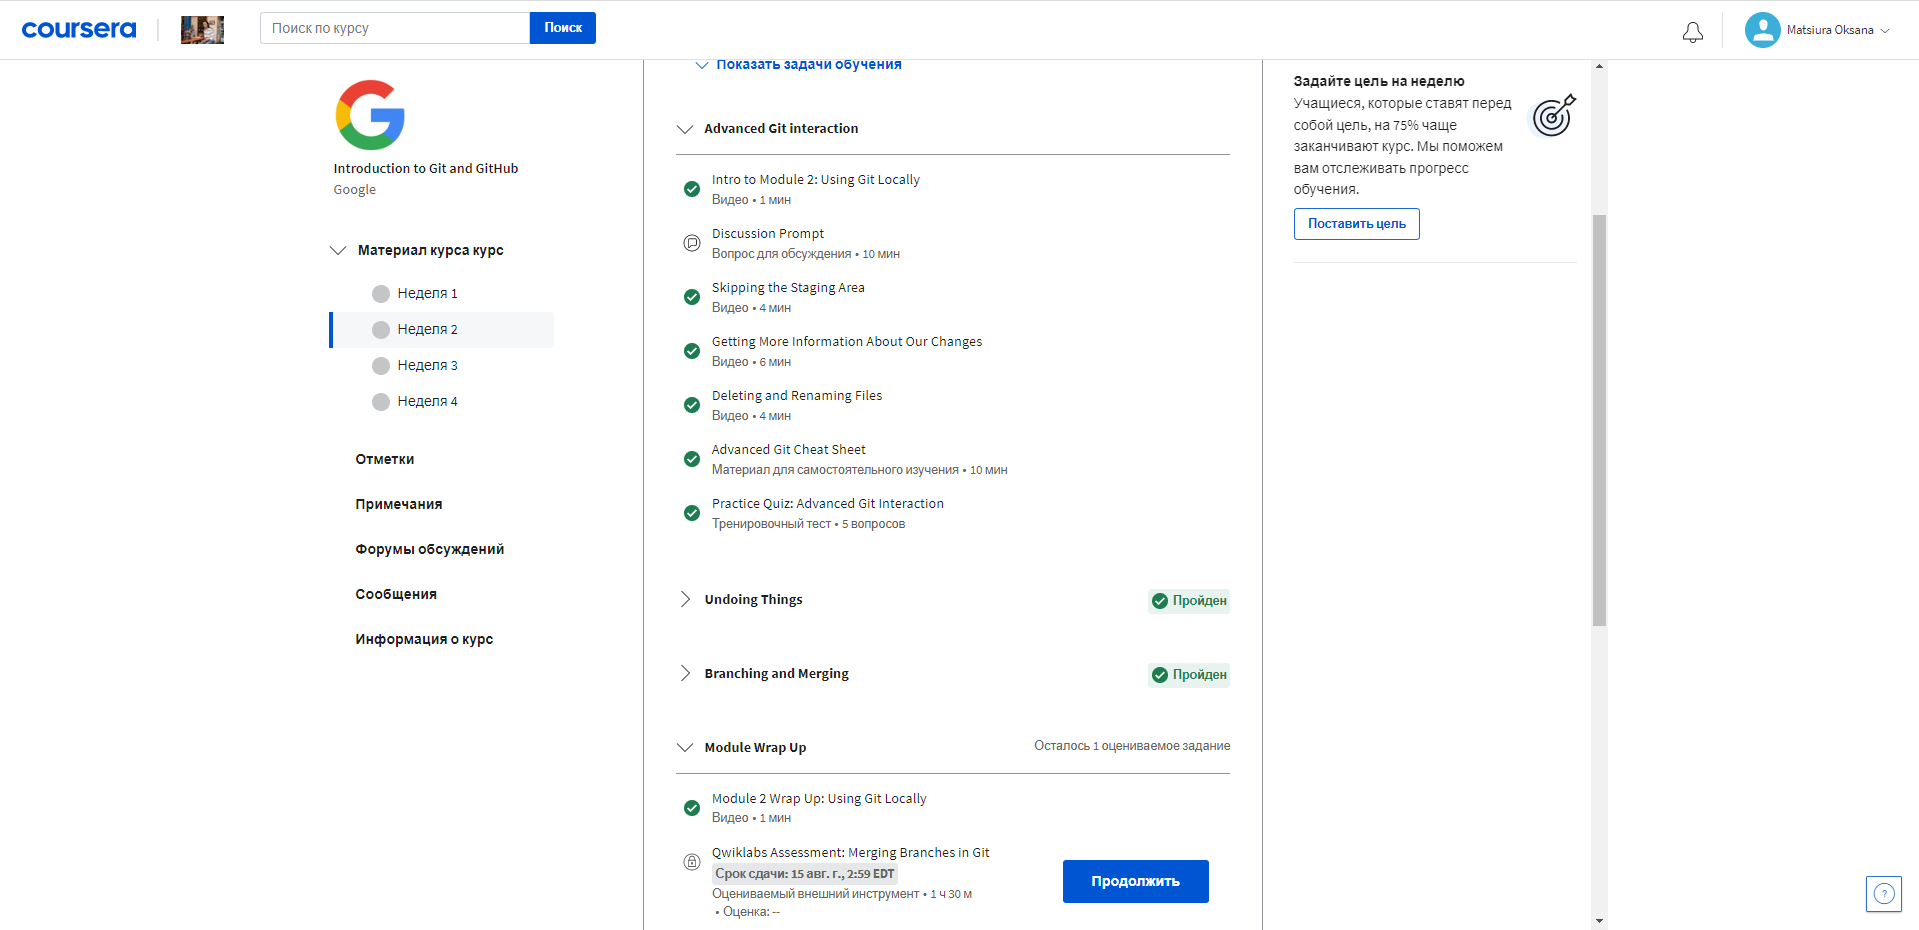 coursera
Поиск по курсу
Поиск
Matsiura Oksana
Introduction to Git and GitHub
Google
Материал курса курс
Неделя 1
Неделя 2
Неделя 3
Неделя 4
Отметки
Примечания
Форумы обсуждений
Сообщения
Информация о курс
Показать задачи обучения
Advanced Git interaction
Intro to Module 2: Using Git Locally
Видео • 1 мин
Discussion Prompt
Вопрос для обсуждения • 10 мин
Skipping the Staging Area
Видео • 4 мин
Getting More Information About Our Changes
Видео • 6 мин
Deleting and Renaming Files
Видео • 4 мин
Advanced Git Cheat Sheet
Материал для самостоятельного изучения • 10 мин
Practice Quiz: Advanced Git Interaction
Тренировочный тест • 5 вопросов
Undoing Things
Пройден
Branching and Merging
Пройден
Module Wrap Up
Осталось 1 оцениваемое задание
Module 2 Wrap Up: Using Git Locally
Видео • 1 мин
Qwiklabs Assessment: Merging Branches in Git
Срок сдачи: 15 авг. г., 2:59 EDT
Оцениваемый внешний инструмент • 1 ч 30 м
• Оценка: --
Продолжить
Задайте цель на неделю
Учащиеся, которые ставят перед
собой цель, на 75% чаще
заканчивают курс. Мы поможем
вам отслеживать прогресс
обучения.
Поставить цель
?